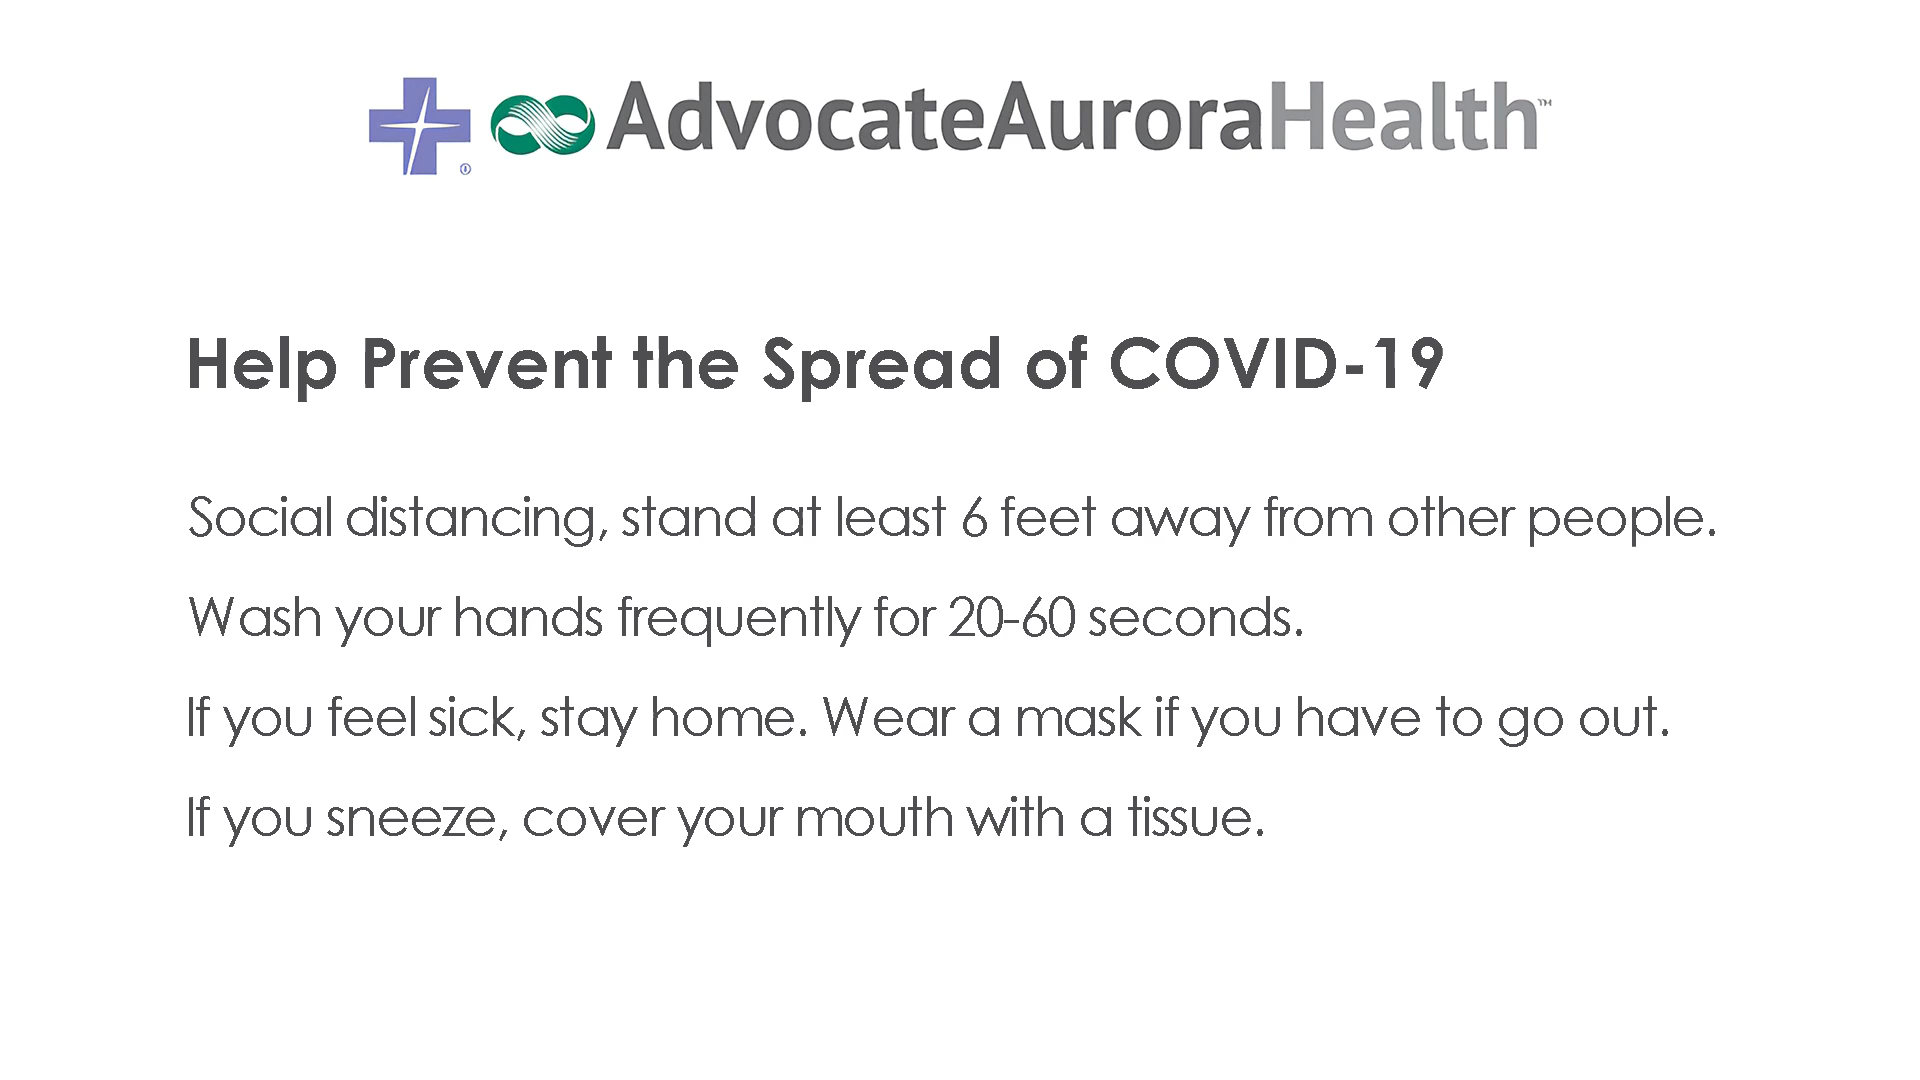 AdvocateAuroraHealth™
Help Prevent the Spread of COVID-19
Social distancing, stand at least 6 feet away from other people.
Wash your hands frequently for 20-60 seconds.
If you feel sick, stay home. Wear a mask if you have to go out.
If you sneeze, cover your mouth with a tissue.